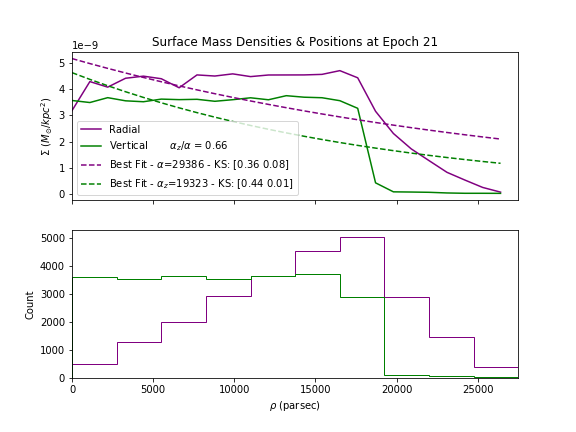 Surface Mass Densities & Positions at Epoch 21
1e−9
5
4
3
2
1
0
Σ (M⊙/kpc²)
Radial
Vertical α_z/α = 0.66
Best Fit - α=29386 - KS: [0.36 0.08]
Best Fit - α_z=19323 - KS: [0.44 0.01]
5000
4000
3000
2000
1000
0
Count
0 5000 10000 15000 20000 25000
ρ (parsec)